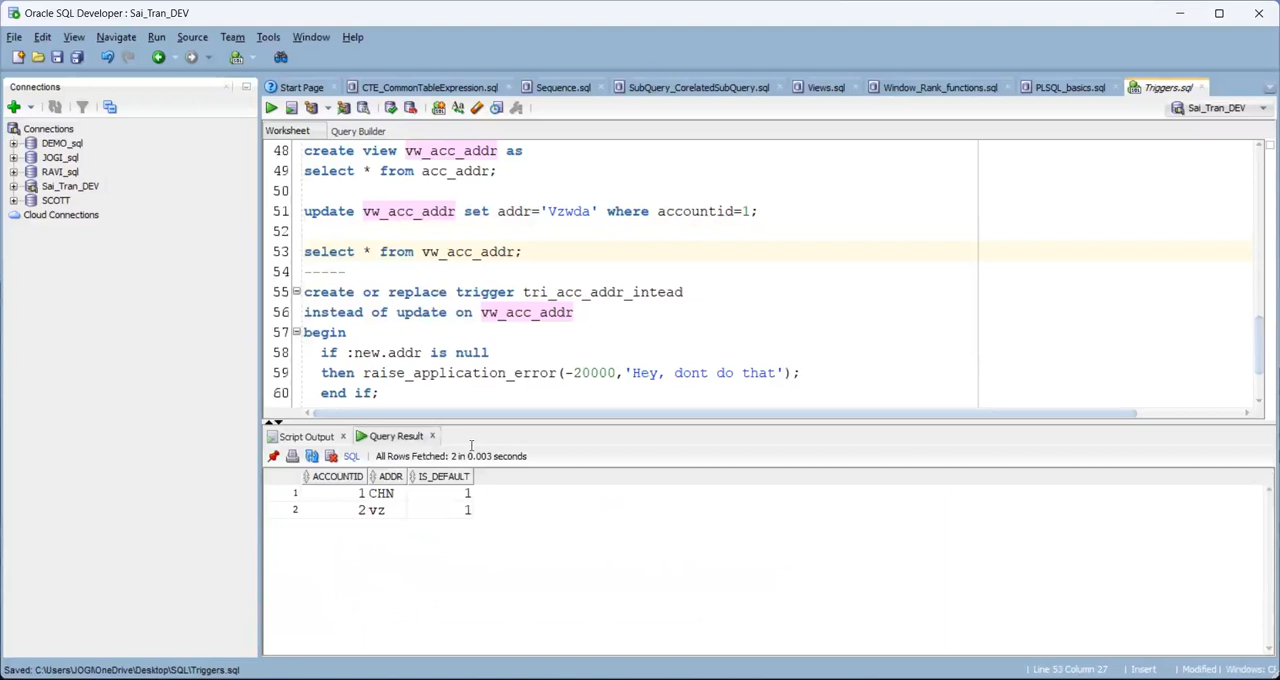 Oracle SQL Developer : Sai_Tran_DEV
File Edit View Navigate Run Source Team Tools Window Help
Connections
Connections
DEMO_sql
JOGI_sql
RAVI_sql
Sai_Tran_DEV
SCOTT
Cloud Connections
Start Page CTE_CommonTableExpression.sql Sequence.sql SubQuery_CorelatedSubQuery.sql Views.sql Window_Rank_functions.sql PLSQL_basics.sql Triggers.sql
Sai_Tran_DEV
Worksheet Query Builder
48 create view vw_acc_addr as
49 select * from acc_addr;
50
51 update vw_acc_addr set addr='Vzwda' where accountid=1;
52
53 select * from vw_acc_addr;
54 -----
55 create or replace trigger tri_acc_addr_intead
56 instead of update on vw_acc_addr
57 begin
58 if :new.addr is null
59 then raise_application_error(-20000,'Hey, dont do that');
60 end if;
Script Output Query Result
SQL All Rows Fetched: 2 in 0.003 seconds
ACCOUNTID ADDR IS_DEFAULT
1 1 CHN 1
2 2 vz 1
Saved: C:\Users\JOGI\OneDrive\Desktop\SQL\Triggers.sql
Line 53 Column 27 Insert Modified Windows: C